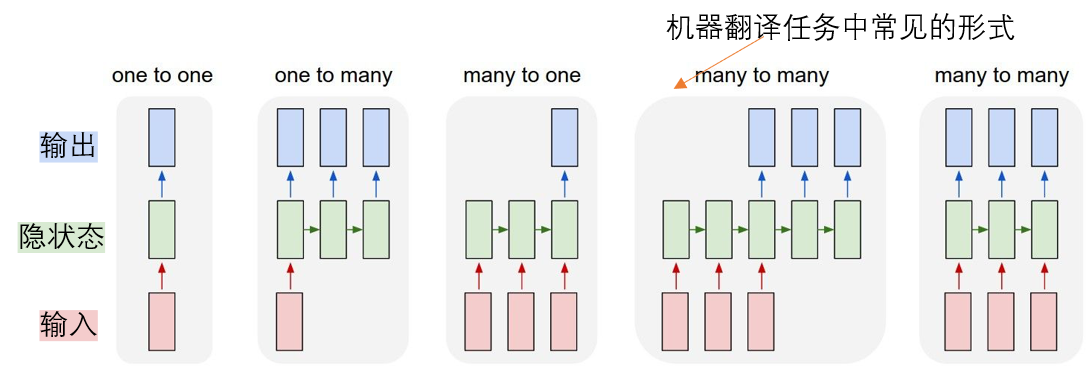 机器翻译任务中常见的形式
one to one
one to many
many to one
many to many
many to many
输出
隐状态
输入